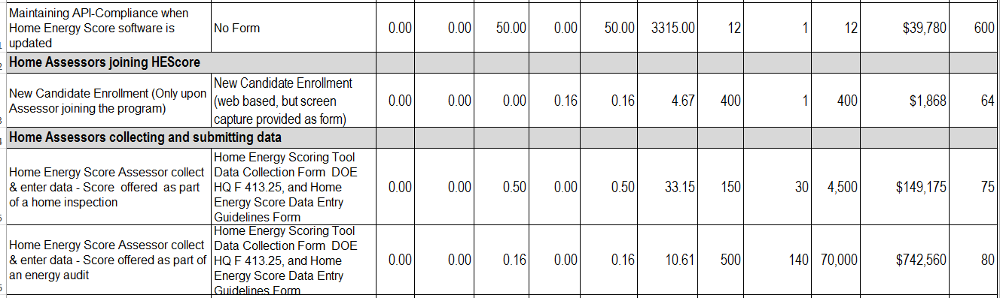 Maintaining API-Compliance when
Home Energy Score software is
updated
No Form
0.00 0.00 50.00 0.00 50.00 3315.00 12 1 12 $39,780 600
Home Assessors joining HEScore
New Candidate Enrollment (Only upon
Assessor joining the program)
New Candidate Enrollment
(web based, but screen
capture provided as form)
0.00 0.00 0.00 0.16 0.16 4.67 400 1 400 $1,868 64
Home Assessors collecting and submitting data
Home Energy Score Assessor collect
& enter data - Score offered as part
of a home inspection
Home Energy Scoring Tool
Data Collection Form DOE
HQ F 413.25, and Home
Energy Score Data Entry
Guidelines Form
0.00 0.00 0.50 0.00 0.50 33.15 150 30 4,500 $149,175 75
Home Energy Score Assessor collect
& enter data - Score offered as part of
an energy audit
Home Energy Scoring Tool
Data Collection Form DOE
HQ F 413.25, and Home
Energy Score Data Entry
Guidelines Form
0.00 0.00 0.16 0.00 0.16 10.61 500 140 70,000 $742,560 80